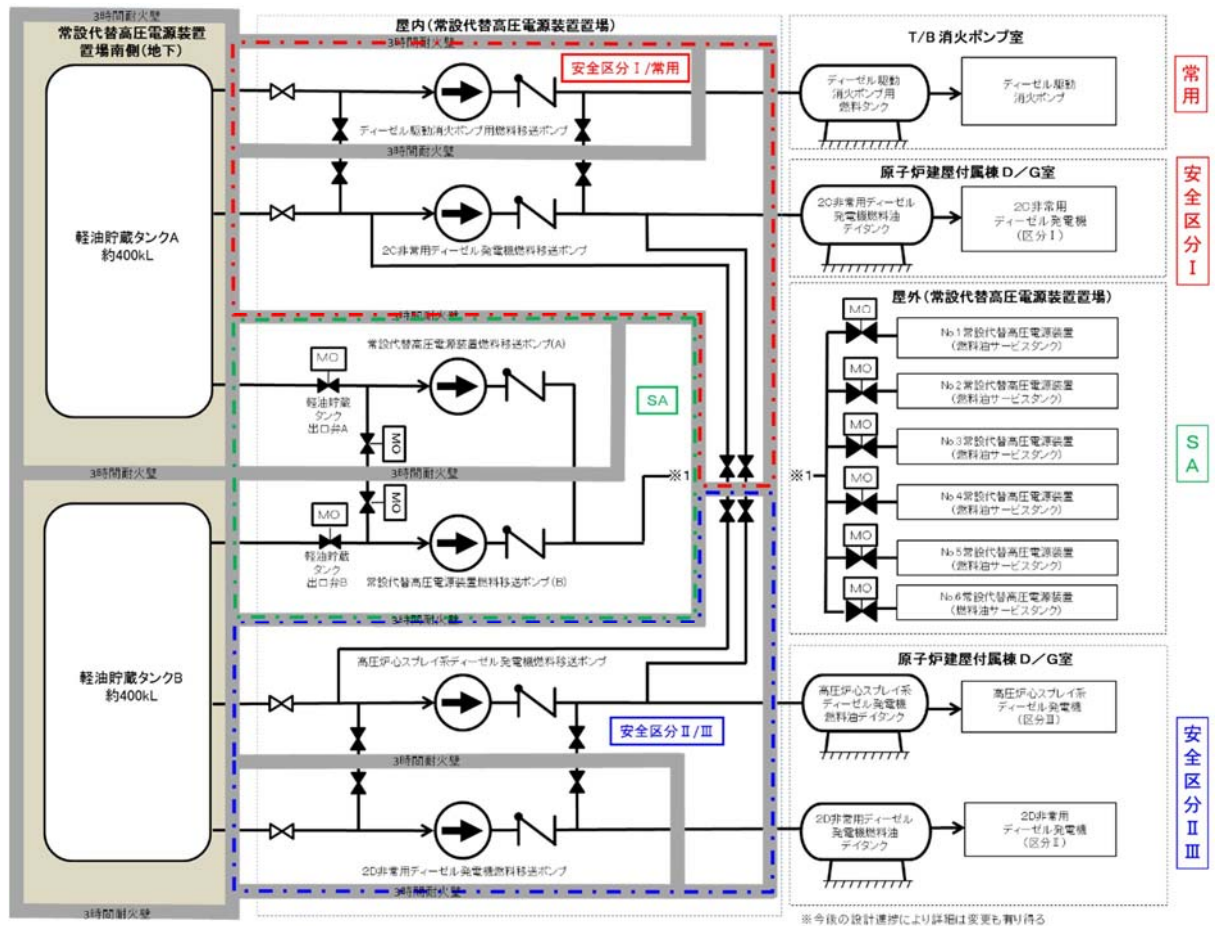 3時間耐火壁
常設代替高圧電源装置
置場南側(地下)
軽油貯蔵タンクA
約400kL
3時間耐火壁
軽油貯蔵タンクB
約400kL
3時間耐火壁
屋内(常設代替高圧電源装置置場)
3時間耐火壁
安全区分Ⅰ/常用
ディーゼル駆動消火ポンプ用燃料移送ポンプ
3時間耐火壁
2C非常用ディーゼル発電機燃料移送ポンプ
3時間耐火壁
常設代替高圧電源装置燃料移送ポンプ(A)
MO
軽油貯蔵
タンク
出口弁A
SA
MO
3時間耐火壁
※1
MO
MO
軽油貯蔵
タンク
出口弁B
常設代替高圧電源装置燃料移送ポンプ(B)
3時間耐火壁
高圧炉心スプレイ系ディーゼル発電機燃料移送ポンプ
安全区分Ⅱ/Ⅲ
3時間耐火壁
2D非常用ディーゼル発電機燃料移送ポンプ
3時間耐火壁
T/B 消火ポンプ室
ディーゼル駆動
消火ポンプ用
燃料タンク
ディーゼル駆動
消火ポンプ
常用
原子炉建屋付属棟D/G室
2C非常用ディーゼル
発電機燃料油
デイタンク
2C非常用
ディーゼル発電機
(区分Ⅰ)
安全区分Ⅰ
屋外(常設代替高圧電源装置置場)
MO
No.1常設代替高圧電源装置
(燃料油サービスタンク)
MO
No.2常設代替高圧電源装置
(燃料油サービスタンク)
MO
No.3常設代替高圧電源装置
(燃料油サービスタンク)
※1
MO
No.4常設代替高圧電源装置
(燃料油サービスタンク)
MO
No.5常設代替高圧電源装置
(燃料油サービスタンク)
MO
No.6常設代替高圧電源装置
(燃料油サービスタンク)
SA
原子炉建屋付属棟D/G室
高圧炉心スプレイ系
ディーゼル発電機
燃料油デイタンク
高圧炉心スプレイ系
ディーゼル発電機
(区分Ⅲ)
2D非常用ディーゼル
発電機燃料油
デイタンク
2D非常用
ディーゼル発電機
(区分Ⅱ)
安全区分ⅡⅢ
※今後の設計進捗により詳細は変更も有り得る